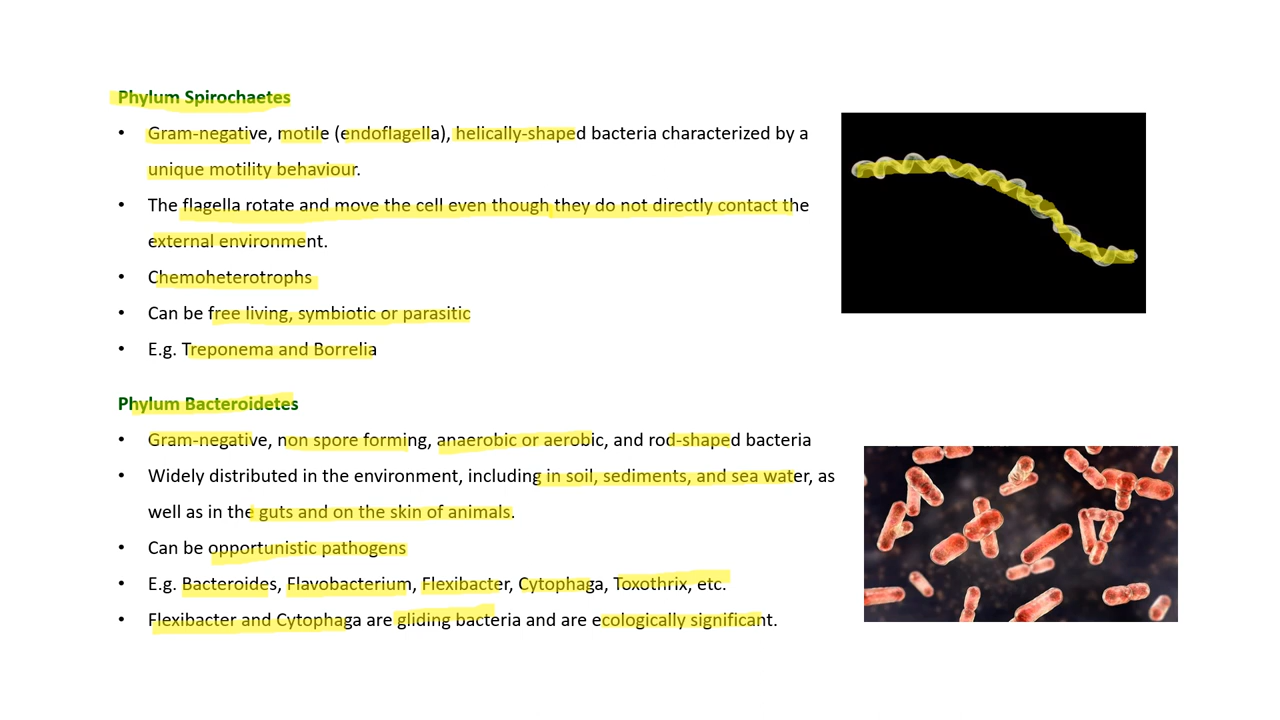 Phylum Spirochaetes
• Gram-negative, motile (endoflagella), helically-shaped bacteria characterized by a
unique motility behaviour.
• The flagella rotate and move the cell even though they do not directly contact the
external environment.
• Chemoheterotrophs
• Can be free living, symbiotic or parasitic
• E.g. Treponema and Borrelia
Phylum Bacteroidetes
• Gram-negative, non spore forming, anaerobic or aerobic, and rod-shaped bacteria
• Widely distributed in the environment, including in soil, sediments, and sea water, as
well as in the guts and on the skin of animals.
• Can be opportunistic pathogens
• E.g. Bacteroides, Flavobacterium, Flexibacter, Cytophaga, Toxothrix, etc.
• Flexibacter and Cytophaga are gliding bacteria and are ecologically significant.